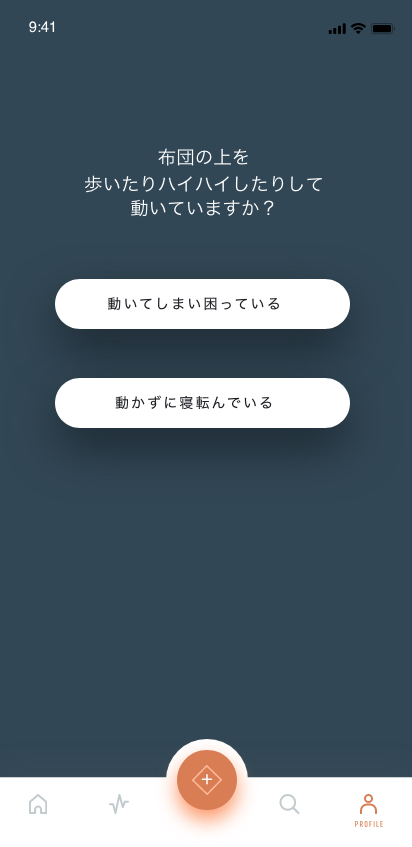 9:41
布団の上を
歩いたりハイハイしたりして
動いていますか？
動いてしまい困っている
動かずに寝転んでいる
PROFILE